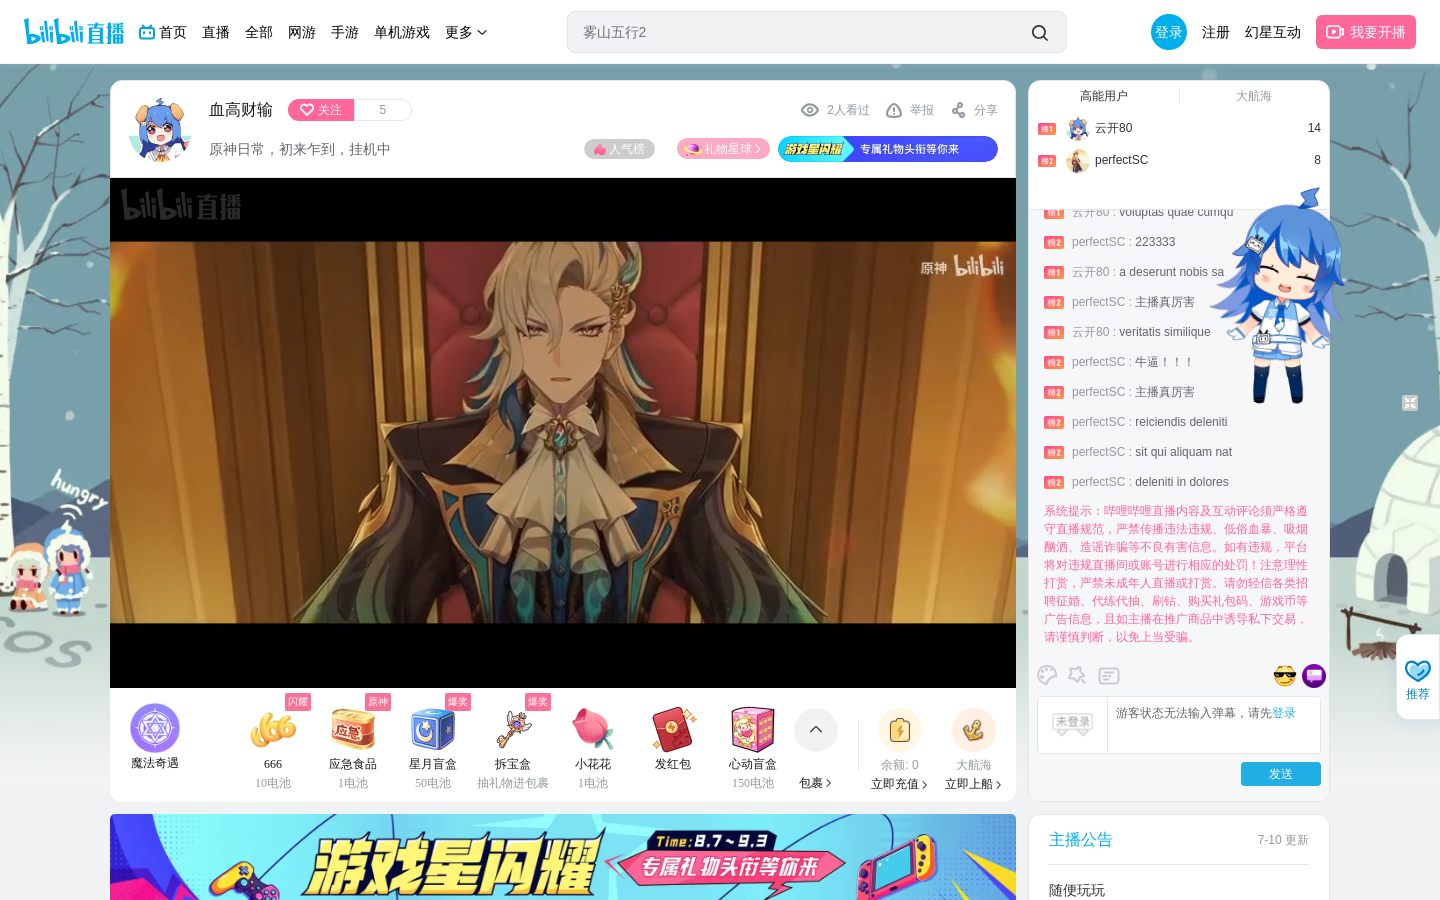 bilibili 直播
首页
直播
全部
网游
手游
单机游戏
更多
雾山五行2
登录
注册
幻星互动
我要开播
血高财输
关注
5
2人看过
举报
分享
原神日常，初来乍到，挂机中
人气榜
礼物星球
游戏星闪耀
专属礼物头衔等你来
bilibili 直播
原神 bilibili
高能用户
大航海
榜1 云开80 14
榜2 perfectSC 8
榜1 云开80 : voluptas quae cumqu
榜2 perfectSC : 223333
榜1 云开80 : a deserunt nobis sa
榜2 perfectSC : 主播真厉害
榜1 云开80 : veritatis similique
榜2 perfectSC : 牛逼！！！
榜2 perfectSC : 主播真厉害
榜2 perfectSC : reiciendis deleniti
榜2 perfectSC : sit qui aliquam nat
榜2 perfectSC : deleniti in dolores
系统提示：哔哩哔哩直播内容及互动评论须严格遵
守直播规范，严禁传播违法违规、低俗血暴、吸烟
酗酒、造谣诈骗等不良有害信息。如有违规，平台
将对违规直播间或账号进行相应的处罚！注意理性
打赏，严禁未成年人直播或打赏。请勿轻信各类招
聘征婚、代练代抽、刷钻、购买礼包码、游戏币等
广告信息，且如主播在推广商品中诱导私下交易，
请谨慎判断，以免上当受骗。
未登录
游客状态无法输入弹幕，请先登录
发送
hungry
SOS
推荐
魔法奇遇
闪耀
666
10电池
原神
应急
应急食品
1电池
爆奖
星月盲盒
50电池
爆奖
拆宝盒
抽礼物进包裹
小花花
1电池
发红包
心动盲盒
150电池
包裹
余额: 0
立即充值
大航海
立即上船
游戏星闪耀
Time:8.7~9.3
专属礼物头衔等你来
主播公告
7-10 更新
随便玩玩